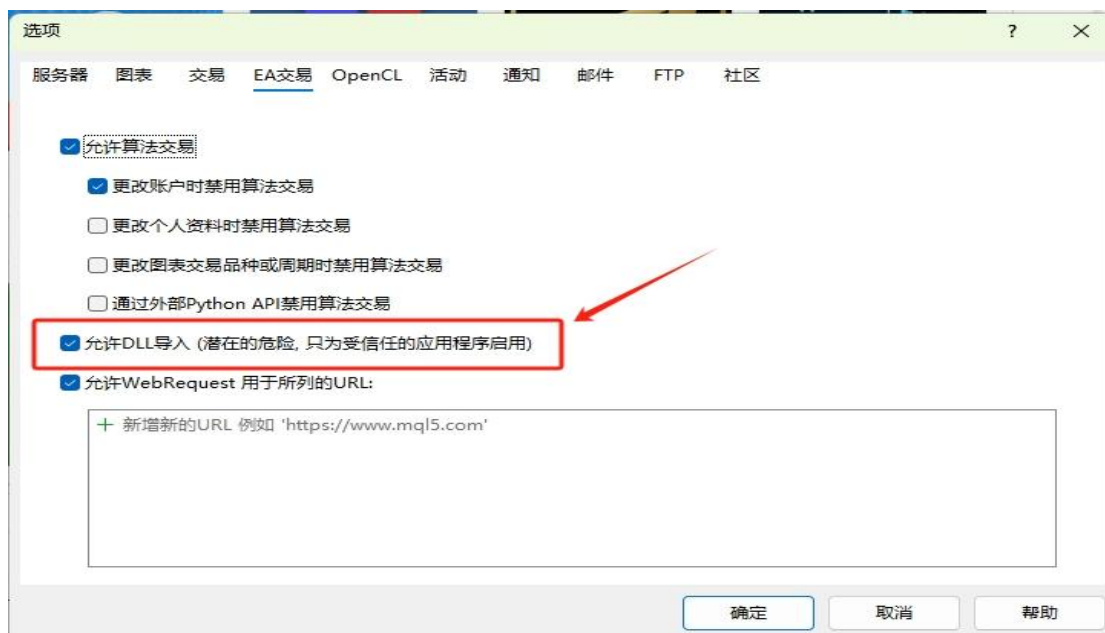 选项
?
服务器 图表 交易 EA交易 OpenCL 活动 通知 邮件 FTP 社区
允许算法交易
更改账户时禁用算法交易
更改个人资料时禁用算法交易
更改图表交易品种或周期时禁用算法交易
通过外部Python API禁用算法交易
允许DLL导入 (潜在的危险, 只为受信任的应用程序启用)
允许WebRequest 用于所列的URL:
新增新的URL 例如 'https://www.mql5.com'
确定 取消 帮助